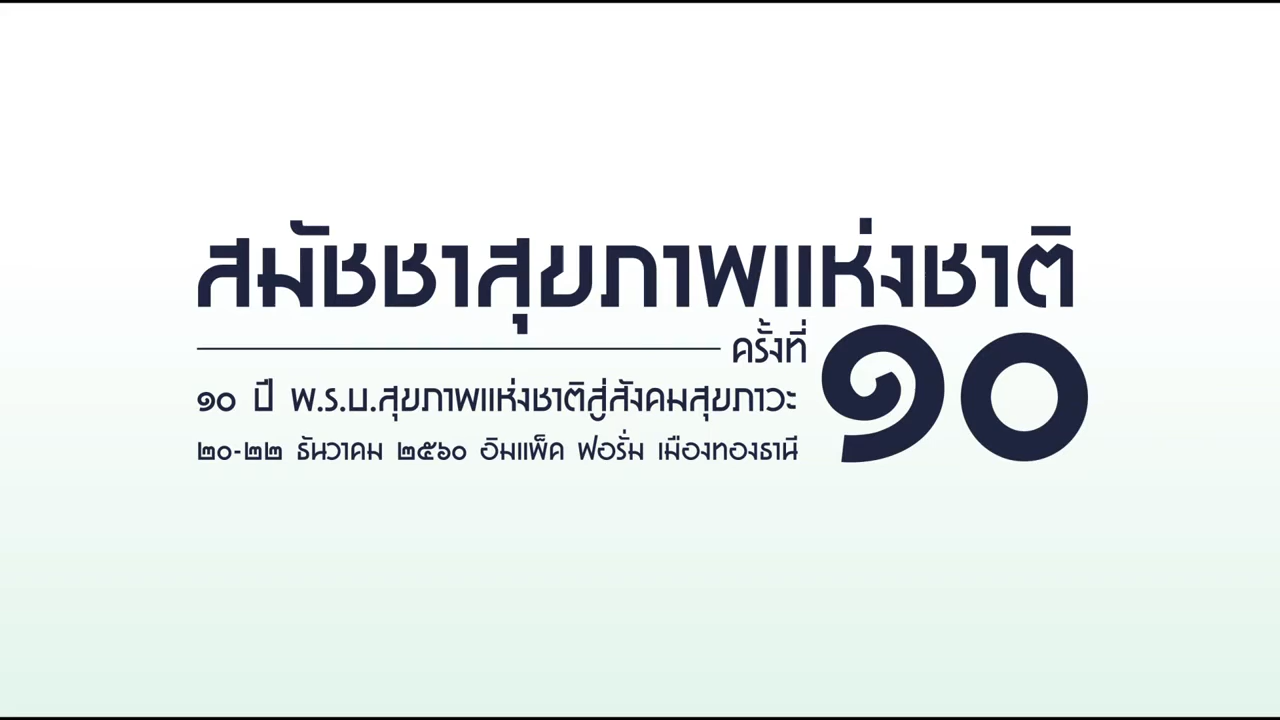 สมัชชาสุขภาพแห่งชาติ
ครั้งที่ ๑๐
๑๐ ปี พ.ร.บ.สุขภาพแห่งชาติสู่สังคมสุขภาวะ
๒๐-๒๒ ธันวาคม ๒๕๖๐ อิมแพ็ค ฟอรั่ม เมืองทองธานี